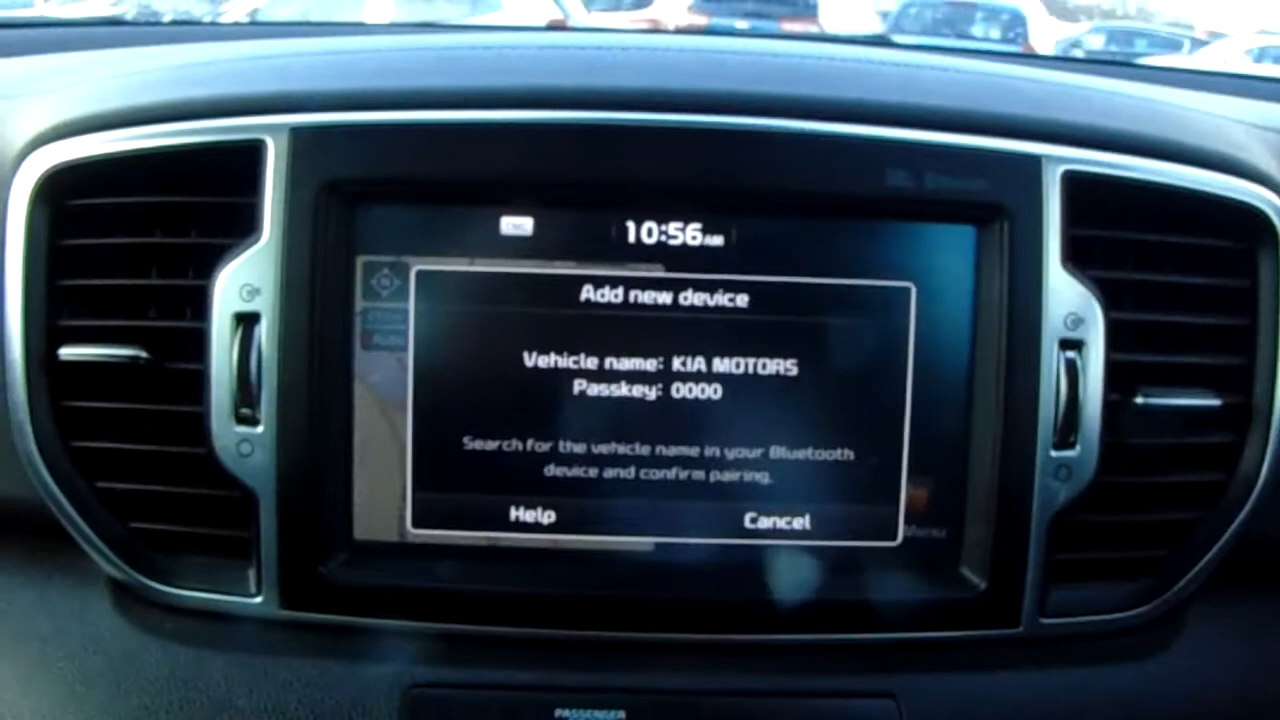 10:56AM
Add new device
Vehicle name: KIA MOTORS
Passkey: 0000
Search for the vehicle name in your Bluetooth
device and confirm pairing.
Help
Cancel
Menu
PASSENGER